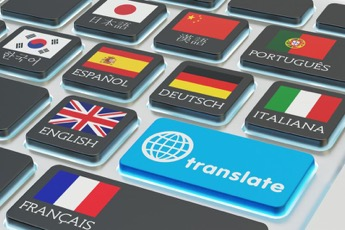 日本語
漢語
한국어
PORTUGUÊS
ESPAÑOL
DEUTSCH
ITALIANA
ENGLISH
translate
FRANÇAIS